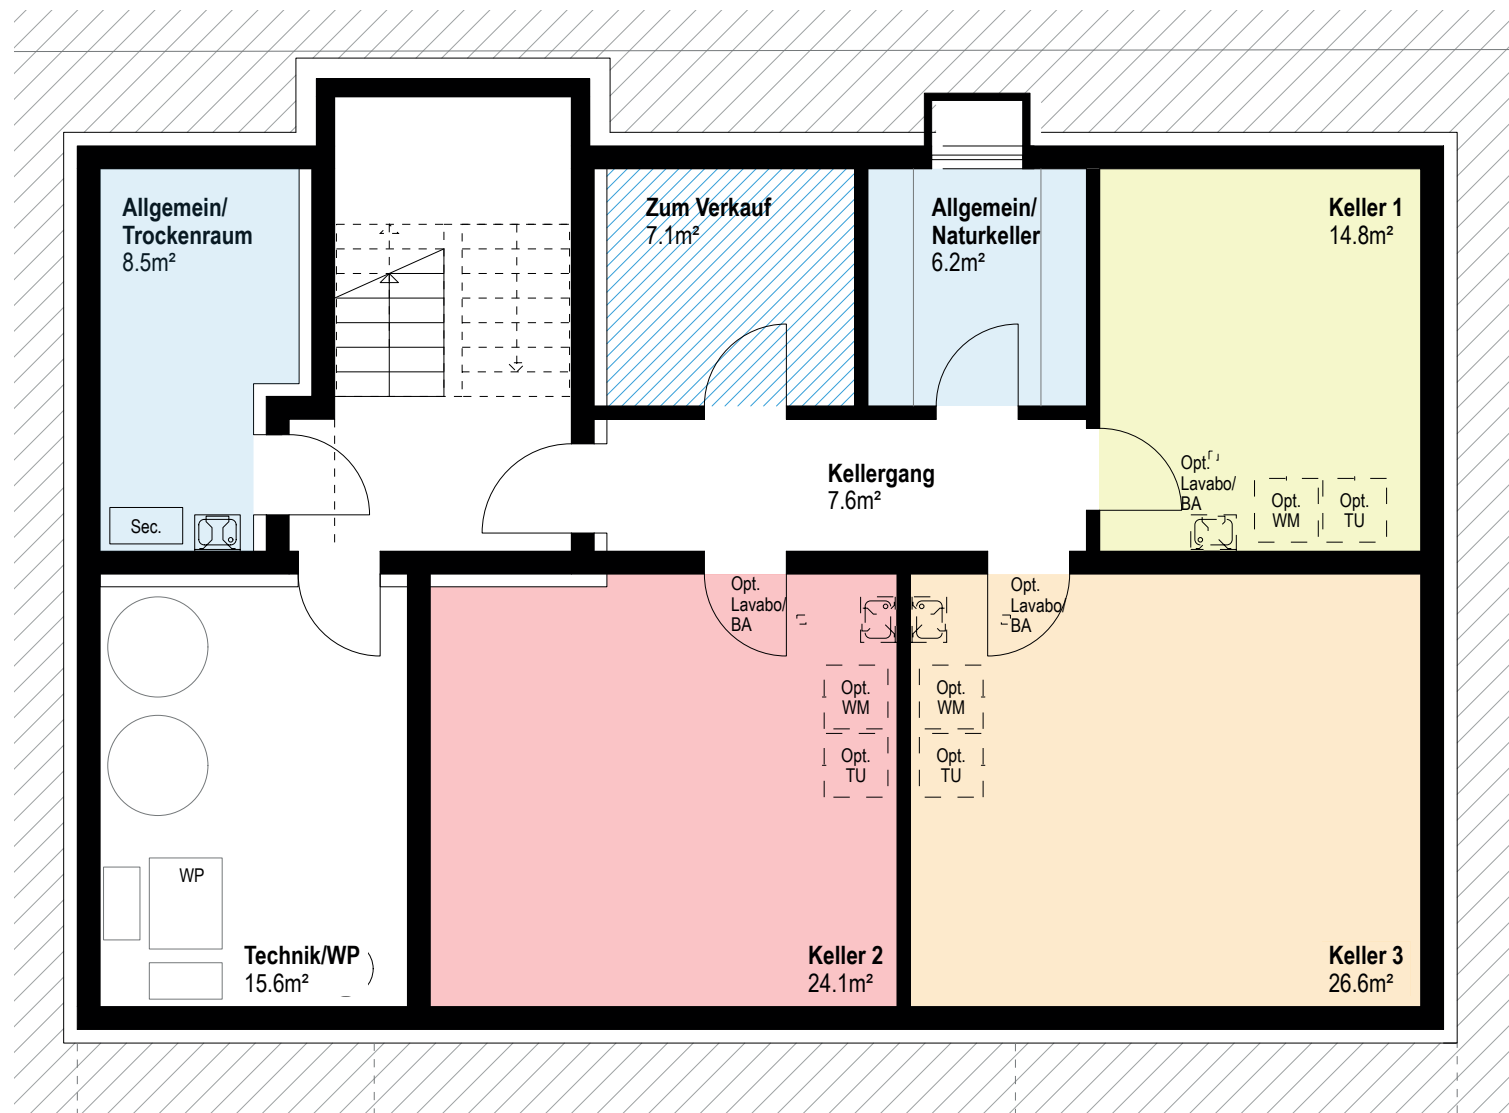 Allgemein/
Trockenraum
8.5m²
Zum Verkauf
7.1m²
Allgemein/
Naturkeller
6.2m²
Keller 1
14.8m²
Kellergang
7.6m²
Opt.
Lavabo/
BA
Opt.
WM
Opt.
TU
Sec.
Opt.
Lavabo/
BA
Opt.
Lavabo/
BA
Opt.
WM
Opt.
WM
Opt.
TU
Opt.
TU
WP
Technik/WP
15.6m²
Keller 2
24.1m²
Keller 3
26.6m²